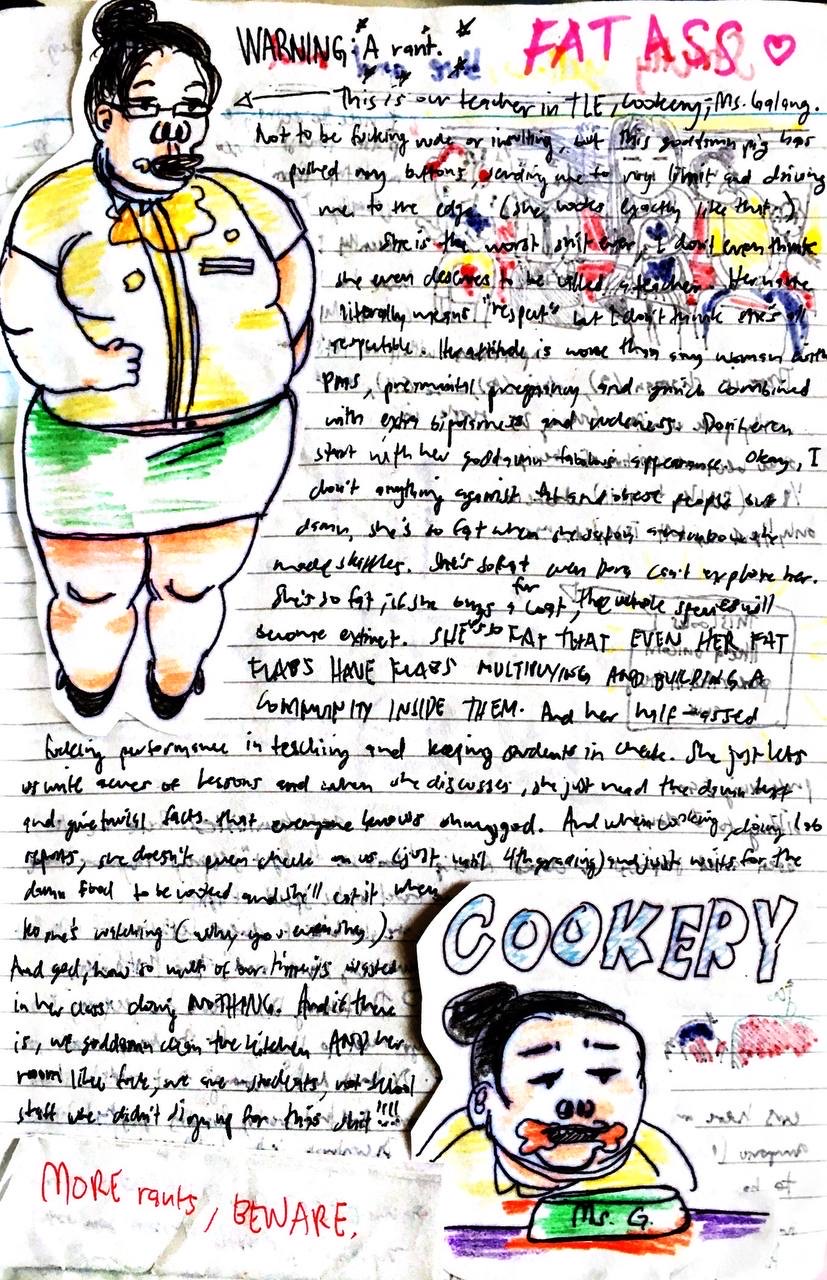 WARNING: A rant.
FAT ASS
This is our teacher in TLE, Cookery; Ms. Galang.
Not to be fucking rude or insulting, but this goddamn pig has
pushed my buttons, sending me to my limit and driving
me to the edge. (she looks exactly like that.)
She is the worst shit ever, I don't even think
she even deserves to be called a teacher. Her name
literally means "respect" but I don't think she's all
respectable. Her attitude is worse than any woman with
PMS, pregnancy and combined
with extra and rudeness. Don't even
start with her goddamn fabulous appearance. Okay, I
don't anything against fat and obese people but
damn, she's so fat when she a rainbow she
made skittles. She's so fat even Dora can't explore her.
She's so fat, if she buys a fur coat, the whole species will
become extinct. SHE'S SO FAT THAT EVEN HER FAT
FLABS HAVE FLABS MULTIPLYING AND BUILDING A
COMMUNITY INSIDE THEM. And her half-assed
fucking performance in teaching and keeping students in check. She just lets
us write of lessons and when she discusses, she just read the damn text
and give trivial facts that everyone knows. And when cooking, doing lab
reports, she doesn't even check on us (just until 4th grading) and just waits for the
damn food to be cooked and she'll eat it when
no one's watching (why, you even shy).
And god, how so much of our time is wasted
in her class doing NOTHING. And if there
is, we goddamn clean the kitchen AND her
room like fuck, we are students, not school
staff we didn't sign up for this shit!!!!
COOKERY
Ms. G.
MORE rants, BEWARE.